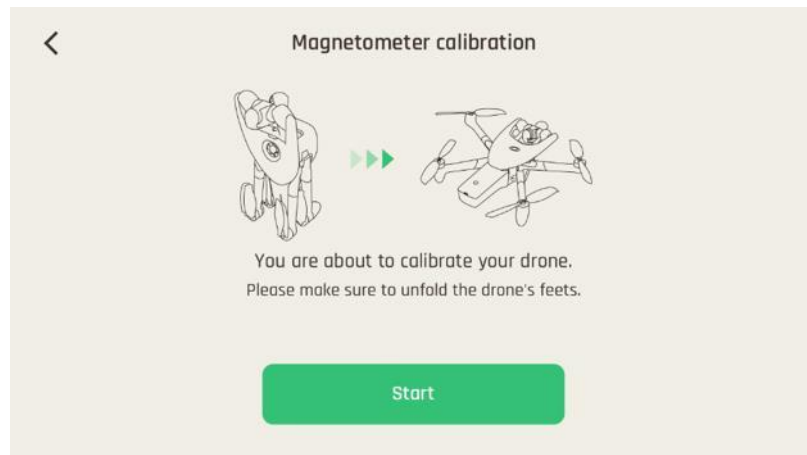 Magnetometer calibration
You are about to calibrate your drone.
Please make sure to unfold the drone's feets.
Start